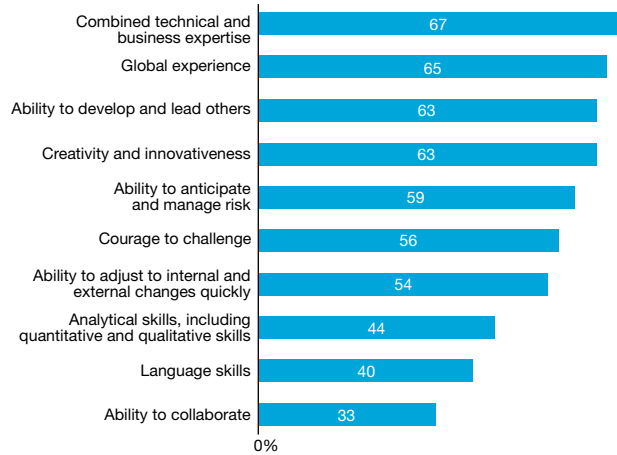 Combined technical and
business expertise
67
Global experience
65
Ability to develop and lead others
63
Creativity and innovativeness
63
Ability to anticipate
and manage risk
59
Courage to challenge
56
Ability to adjust to internal and
external changes quickly
54
Analytical skills, including
quantitative and qualitative skills
44
Language skills
40
Ability to collaborate
33
0%